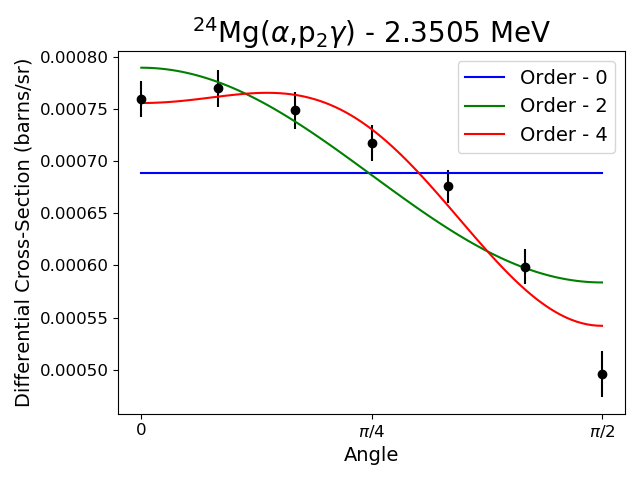 ²⁴Mg(α,p₂γ) - 2.3505 MeV
Differential Cross-Section (barns/sr)
0.00080
0.00075
0.00070
0.00065
0.00060
0.00055
0.00050
Order - 0
Order - 2
Order - 4
0 π/4 π/2
Angle